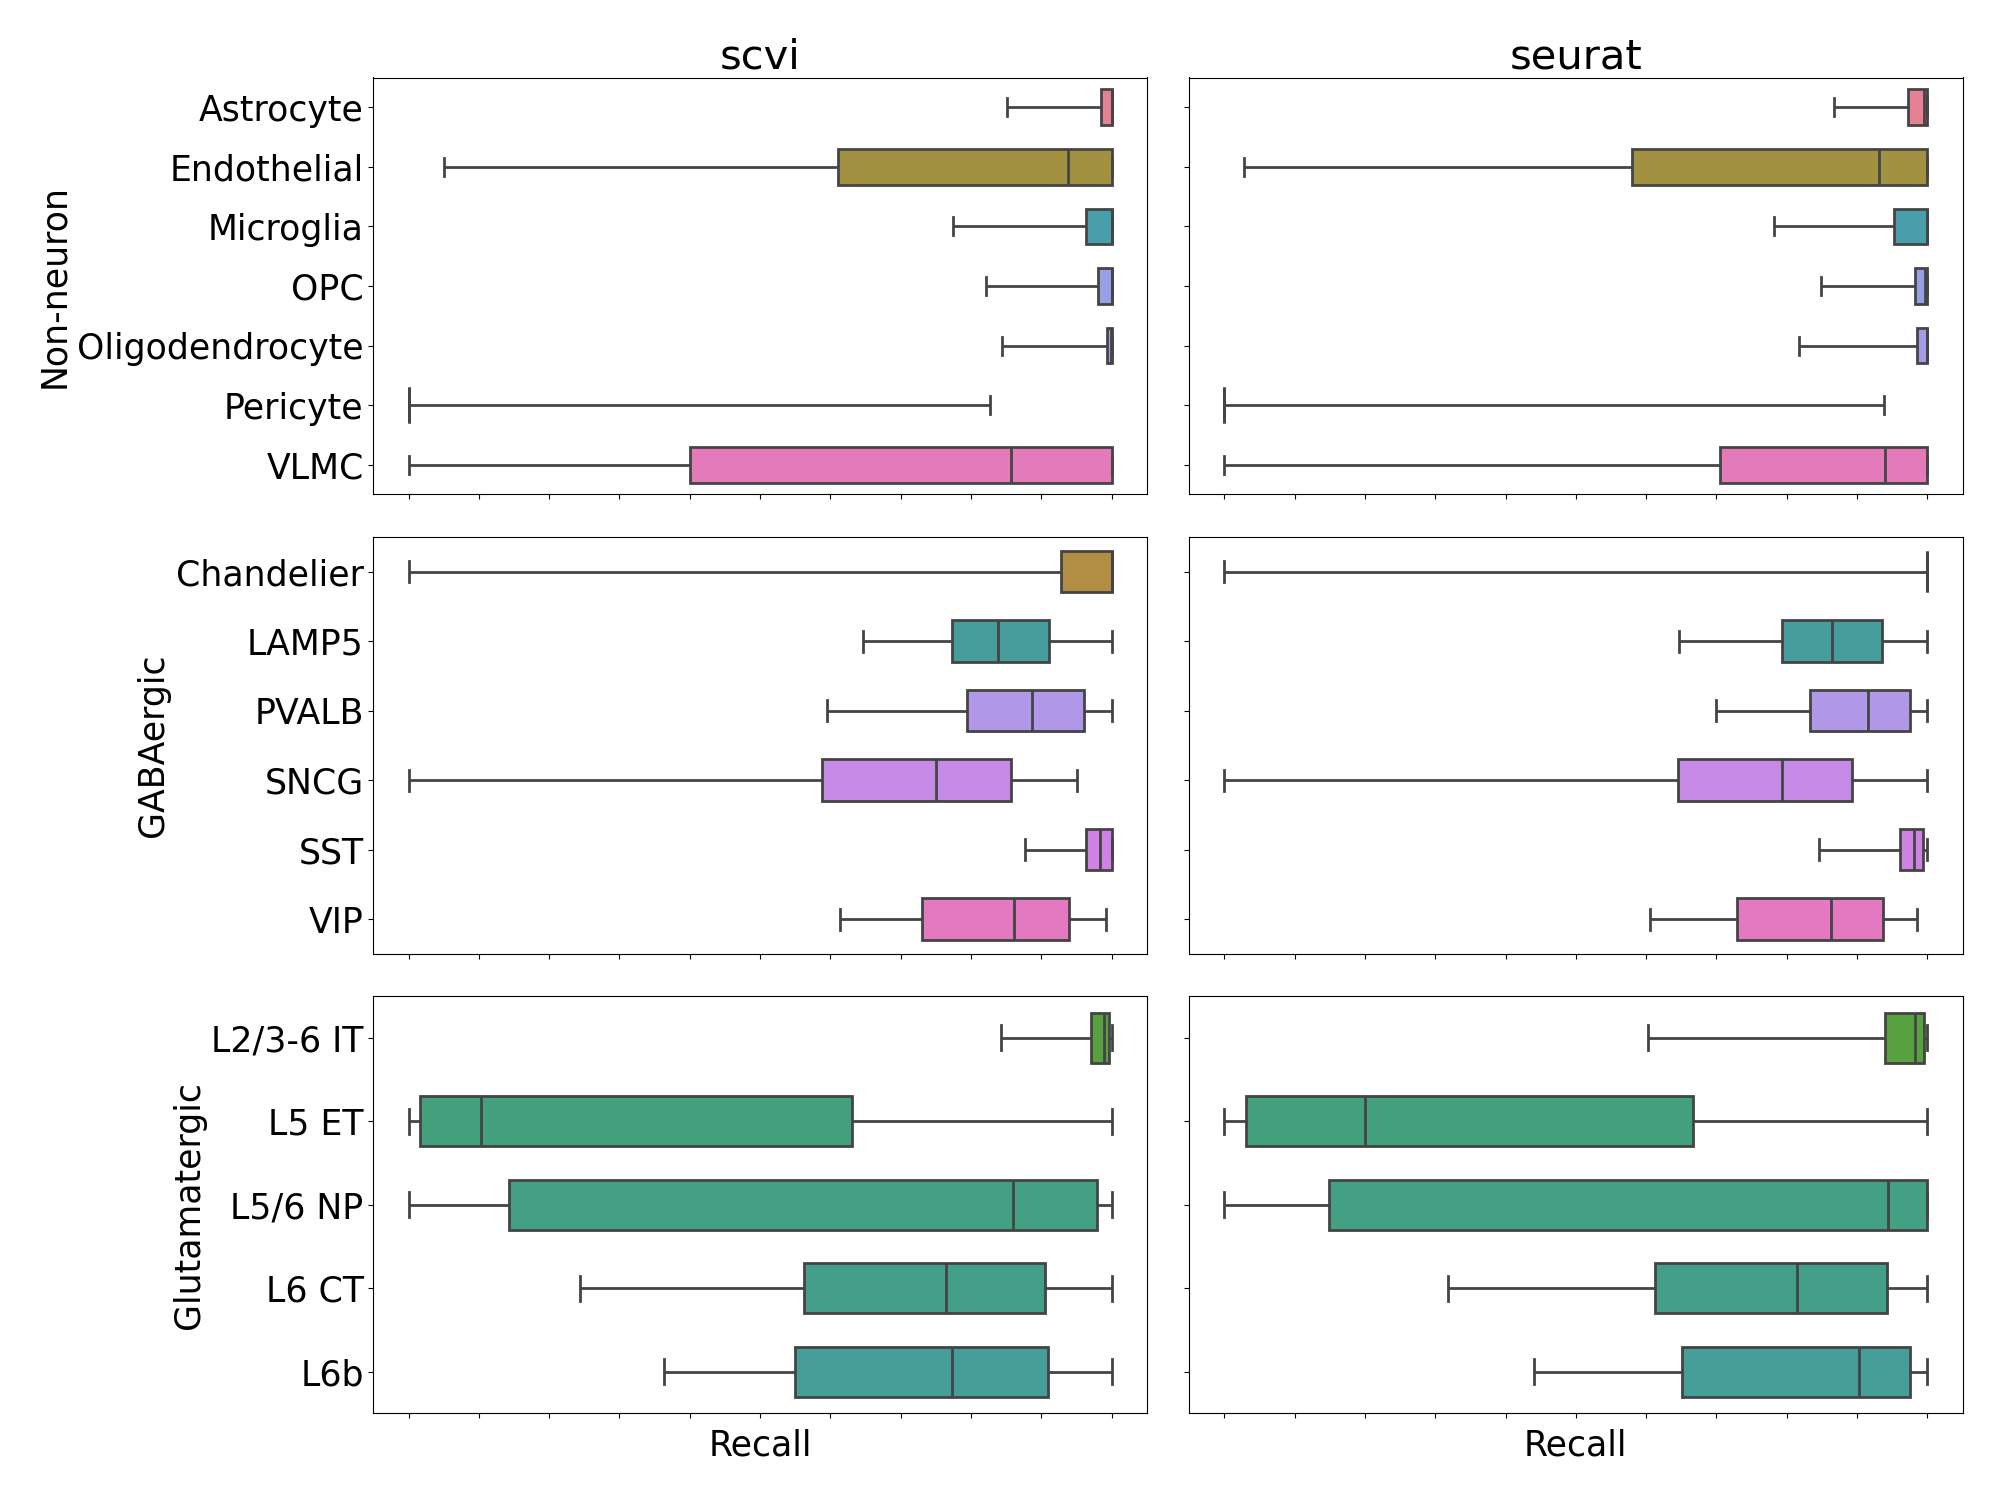 scvi
seurat
Non-neuron
Astrocyte
Endothelial
Microglia
OPC
Oligodendrocyte
Pericyte
VLMC
GABAergic
Chandelier
LAMP5
PVALB
SNCG
SST
VIP
Glutamatergic
L2/3-6 IT
L5 ET
L5/6 NP
L6 CT
L6b
Recall
Recall